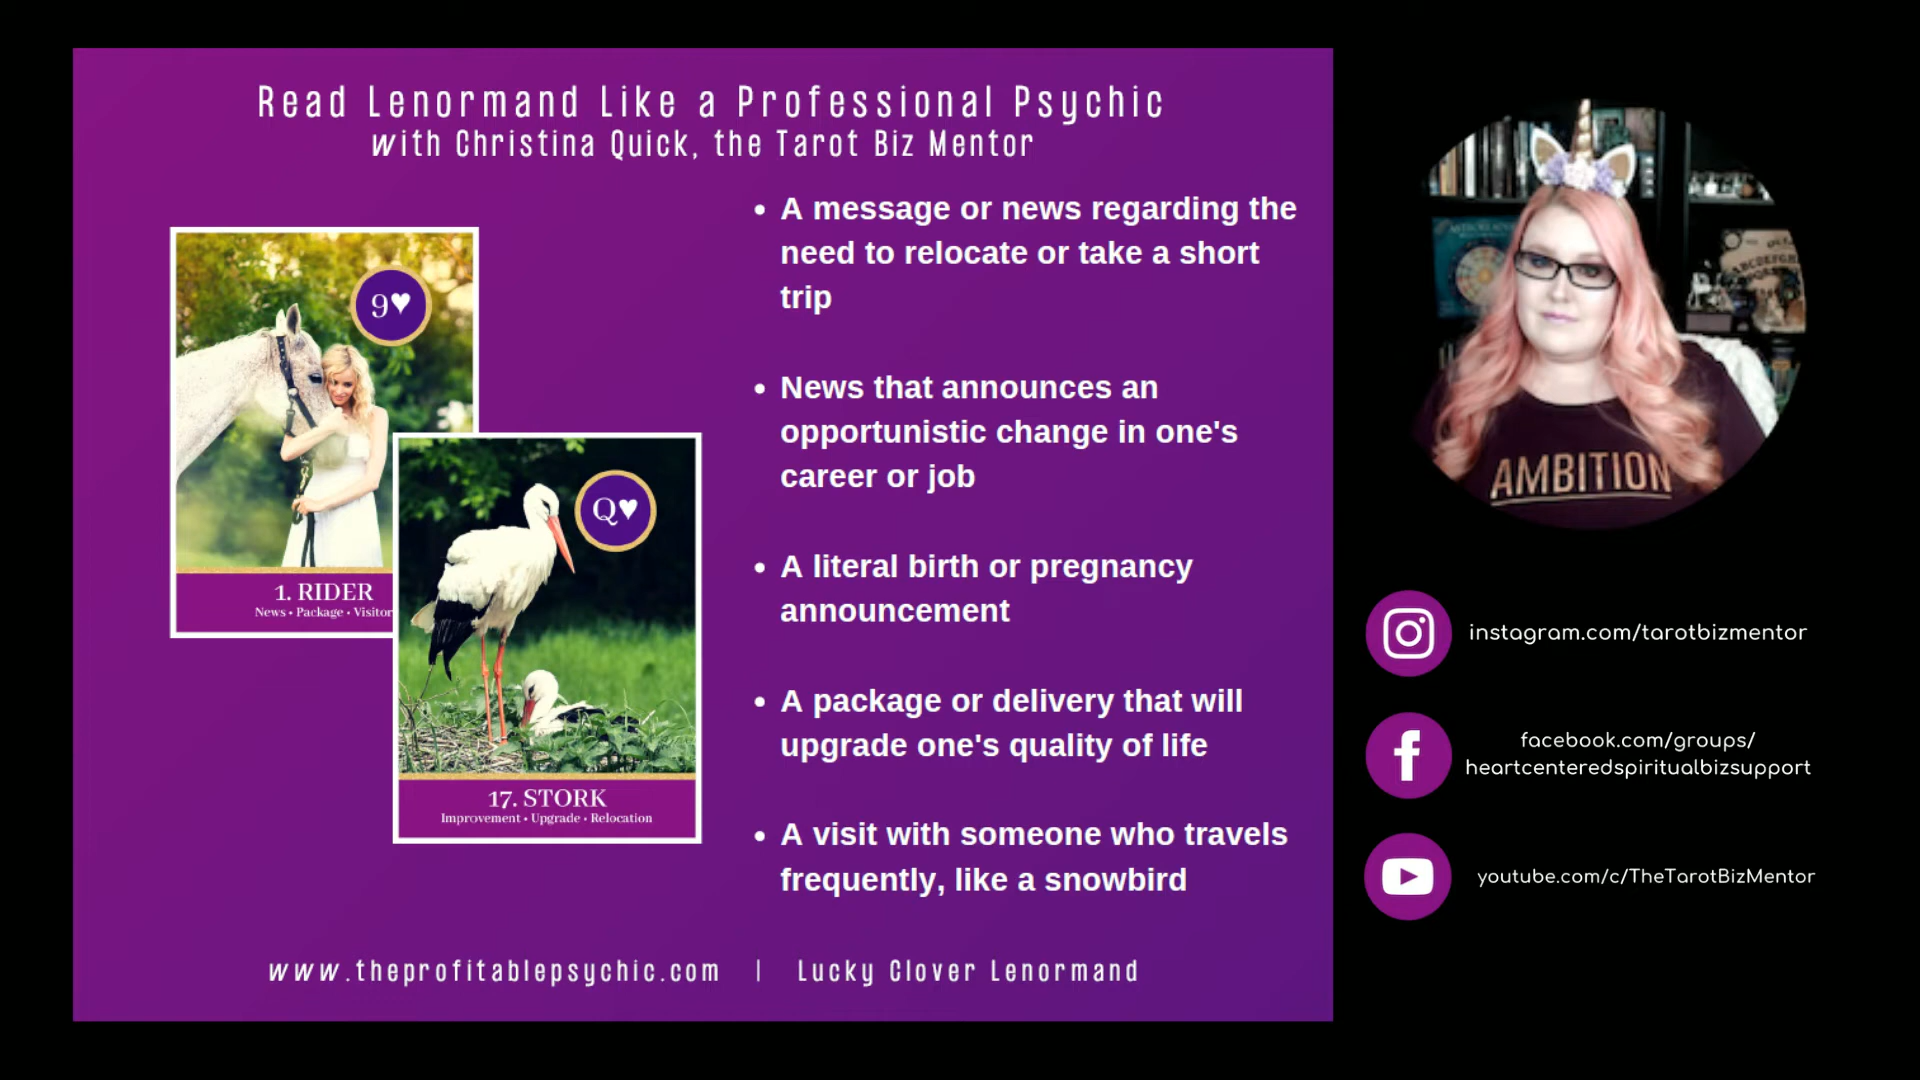 Read Lenormand Like a Professional Psychic
with Christina Quick, the Tarot Biz Mentor
9♥
1. RIDER
News • Package • Visitor
Q♥
17. STORK
Improvement • Upgrade • Relocation
• A message or news regarding the
need to relocate or take a short
trip
• News that announces an
opportunistic change in one's
career or job
• A literal birth or pregnancy
announcement
• A package or delivery that will
upgrade one's quality of life
• A visit with someone who travels
frequently, like a snowbird
www.theprofitablepsychic.com | Lucky Clover Lenormand
AMBITION
instagram.com/tarotbizmentor
facebook.com/groups/
heartcenteredspiritualbizsupport
youtube.com/c/TheTarotBizMentor